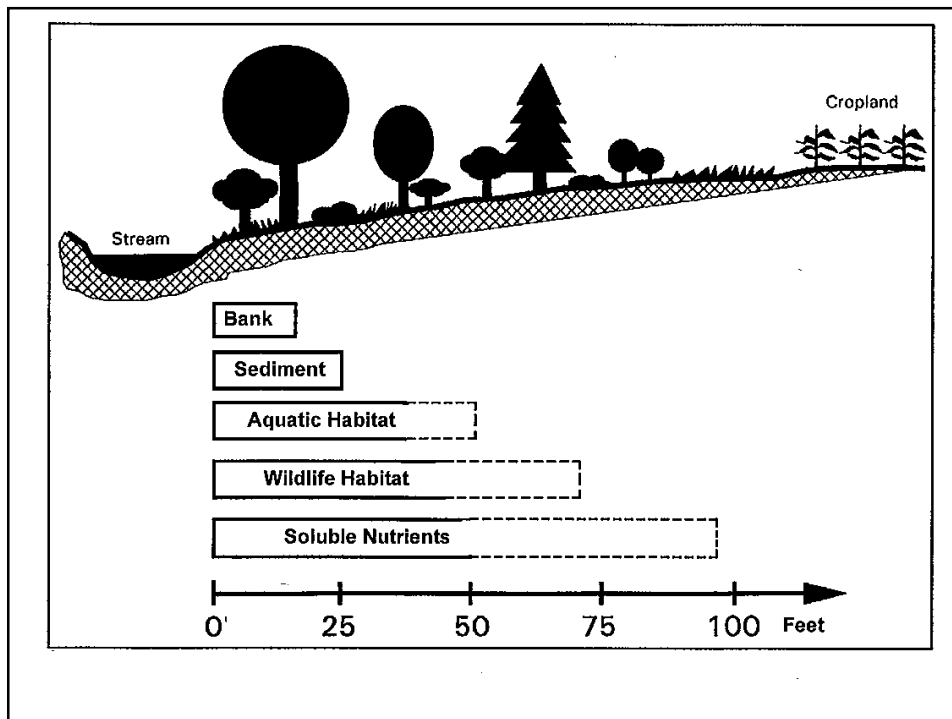 Cropland
Stream
Bank
Sediment
Aquatic Habitat
Wildlife Habitat
Soluble Nutrients
0' 25 50 75 100 Feet